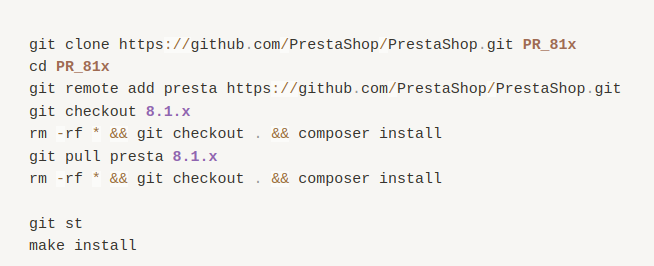 git clone https://github.com/PrestaShop/PrestaShop.git PR_81x
cd PR_81x
git remote add presta https://github.com/PrestaShop/PrestaShop.git
git checkout 8.1.x
rm -rf * && git checkout . && composer install
git pull presta 8.1.x
rm -rf * && git checkout . && composer install
git st
make install